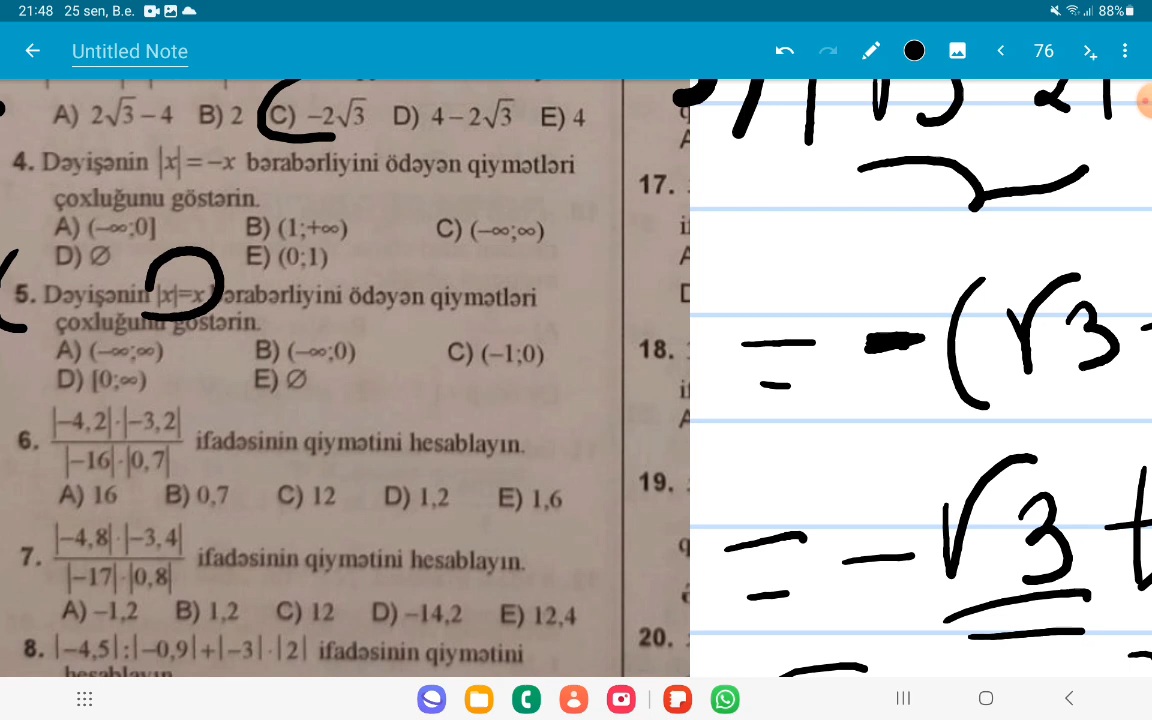 21:48 25 sen, B.e. 88%
Untitled Note 76
A) 2√3 – 4 B) 2 C) –2√3 D) 4 – 2√3 E) 4
4. Dəyişənin |x| = –x bərabərliyini ödəyən qiymətləri
çoxluğunu göstərin.
A) (–∞;0] B) (1;+∞) C) (–∞;∞)
D) ∅ E) (0;1)
5. Dəyişənin |x|=x bərabərliyini ödəyən qiymətləri
çoxluğunu göstərin.
A) (–∞;∞) B) (–∞;0) C) (–1;0)
D) [0;∞) E) ∅
6. |–4,2|·|–3,2| / |–16|·|0,7| ifadəsinin qiymətini hesablayın.
A) 16 B) 0,7 C) 12 D) 1,2 E) 1,6
7. |–4,8|·|–3,4| / |–17|·|0,8| ifadəsinin qiymətini hesablayın.
A) –1,2 B) 1,2 C) 12 D) –14,2 E) 12,4
8. |–4,5|:|–0,9|+|–3|·|2| ifadəsinin qiymətini
hesablayın
17.
18.
19.
20.
= – (√3
= – √3